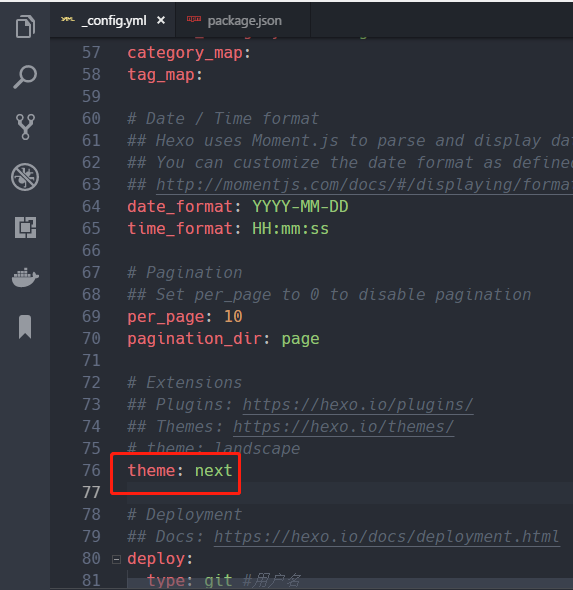 _config.yml × package.json
57 category_map:
58 tag_map:
59
60 # Date / Time format
61 ## Hexo uses Moment.js to parse and display dat
62 ## You can customize the date format as defined
63 ## http://momentjs.com/docs/#/displaying/format
64 date_format: YYYY-MM-DD
65 time_format: HH:mm:ss
66
67 # Pagination
68 ## Set per_page to 0 to disable pagination
69 per_page: 10
70 pagination_dir: page
71
72 # Extensions
73 ## Plugins: https://hexo.io/plugins/
74 ## Themes: https://hexo.io/themes/
75 # theme: landscape
76 theme: next
77
78 # Deployment
79 ## Docs: https://hexo.io/docs/deployment.html
80 deploy:
81 type: git #用户名